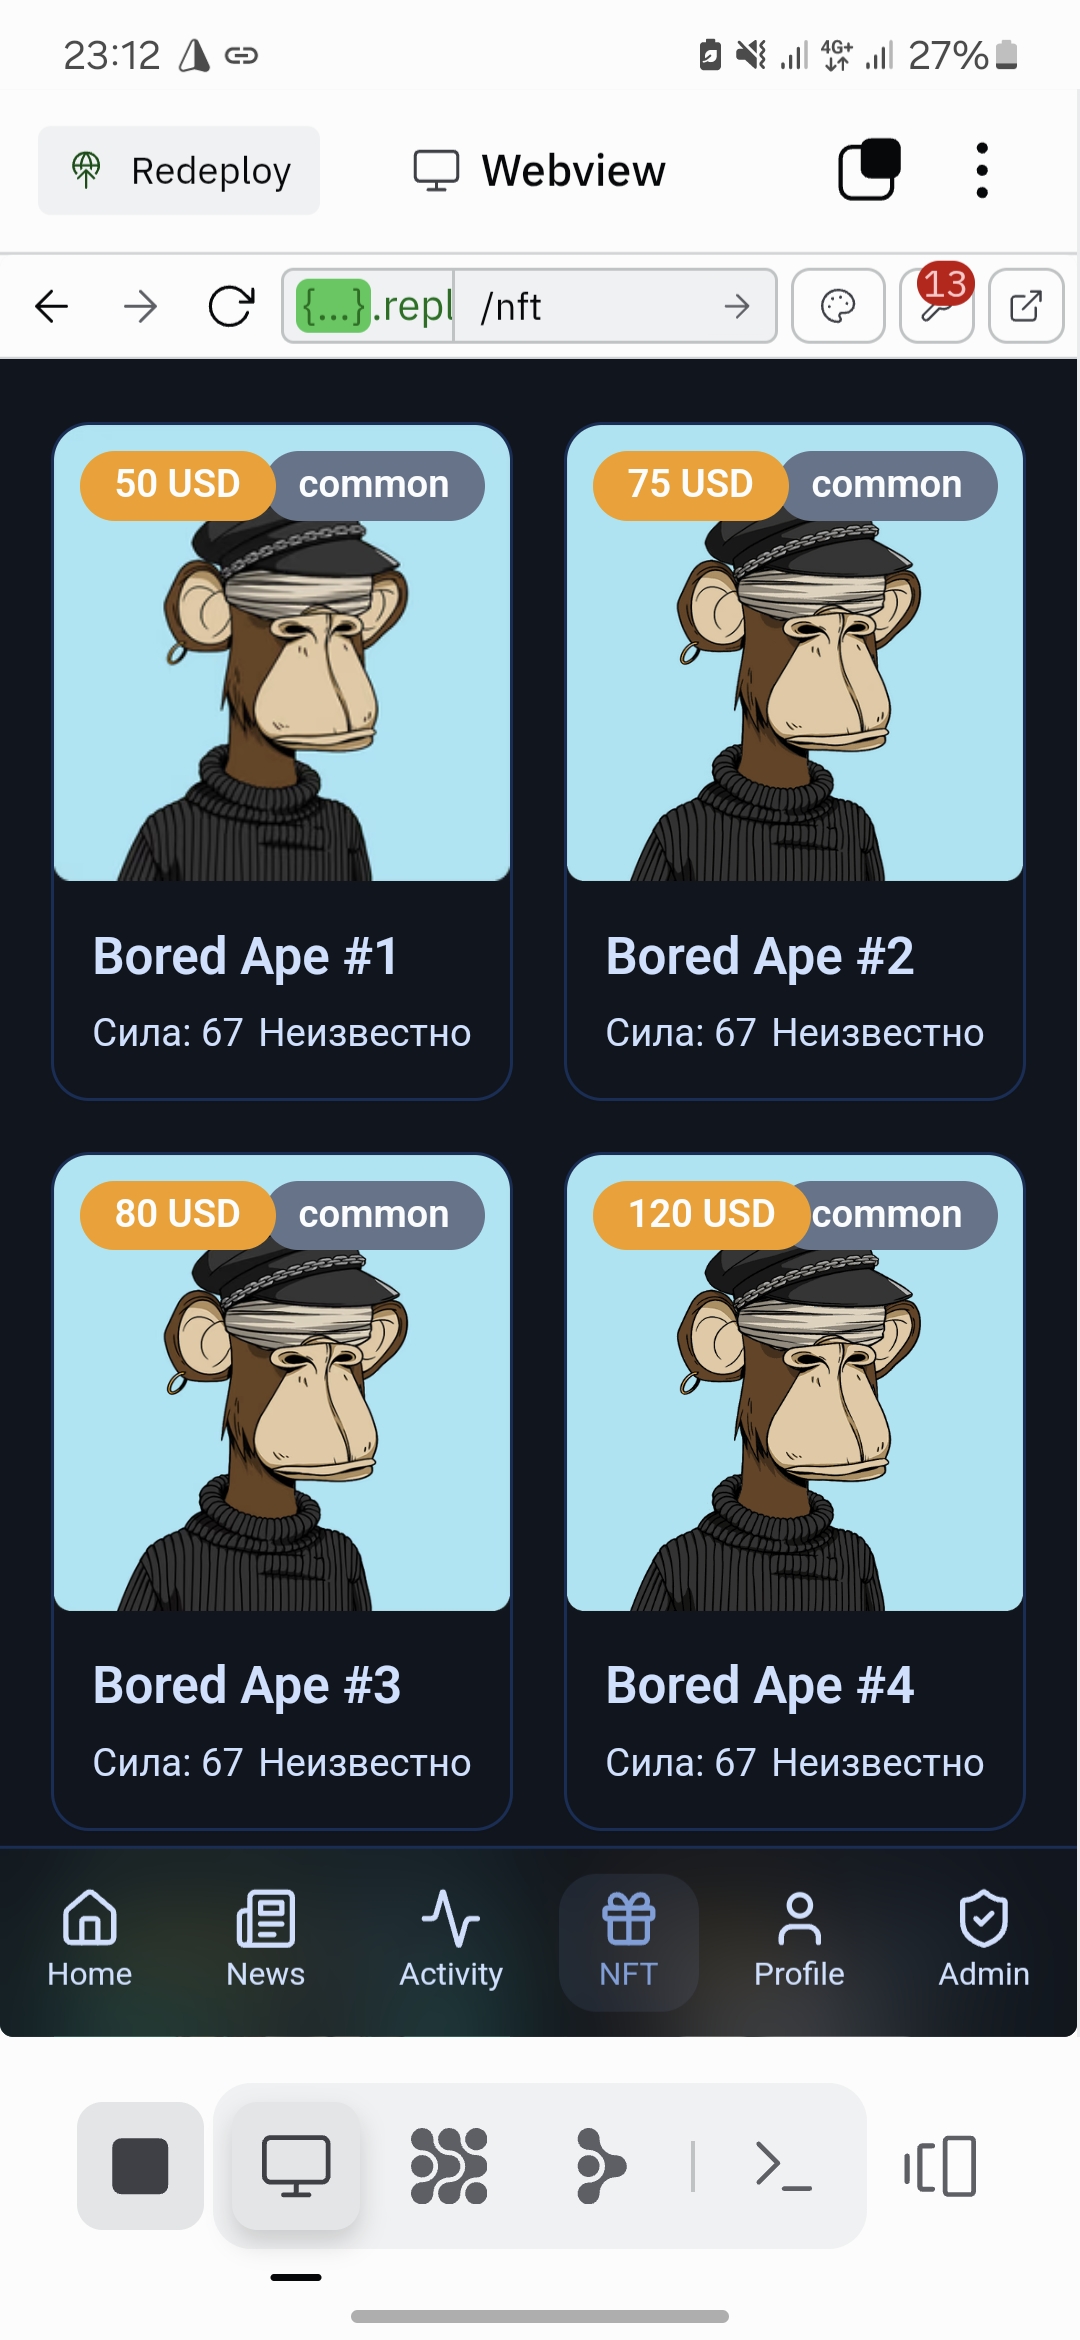 23:12 4G+ 27%
Redeploy Webview
{...}.repl /nft 13
50 USD common 75 USD common
Bored Ape #1 Bored Ape #2
Сила: 67 Неизвестно Сила: 67 Неизвестно
80 USD common 120 USD common
Bored Ape #3 Bored Ape #4
Сила: 67 Неизвестно Сила: 67 Неизвестно
Home News Activity NFT Profile Admin